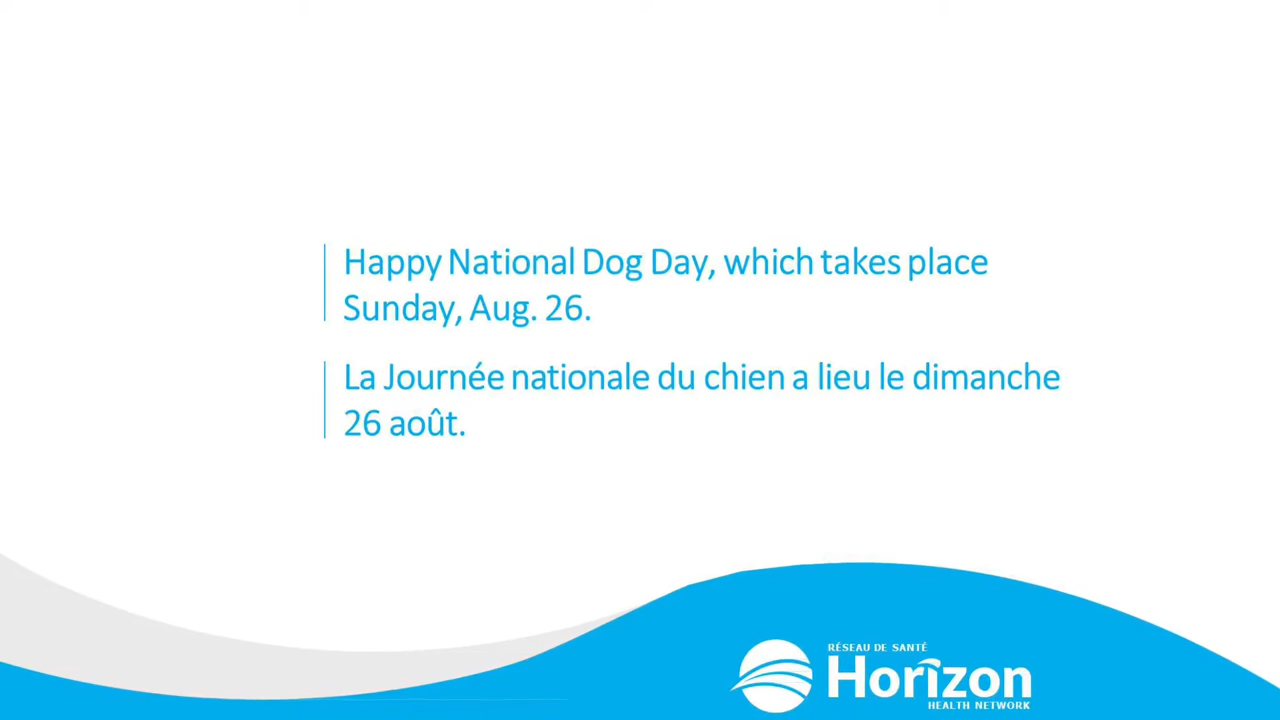 Happy National Dog Day, which takes place
Sunday, Aug. 26.
La Journée nationale du chien a lieu le dimanche
26 août.
RÉSEAU DE SANTÉ
Horizon
HEALTH NETWORK